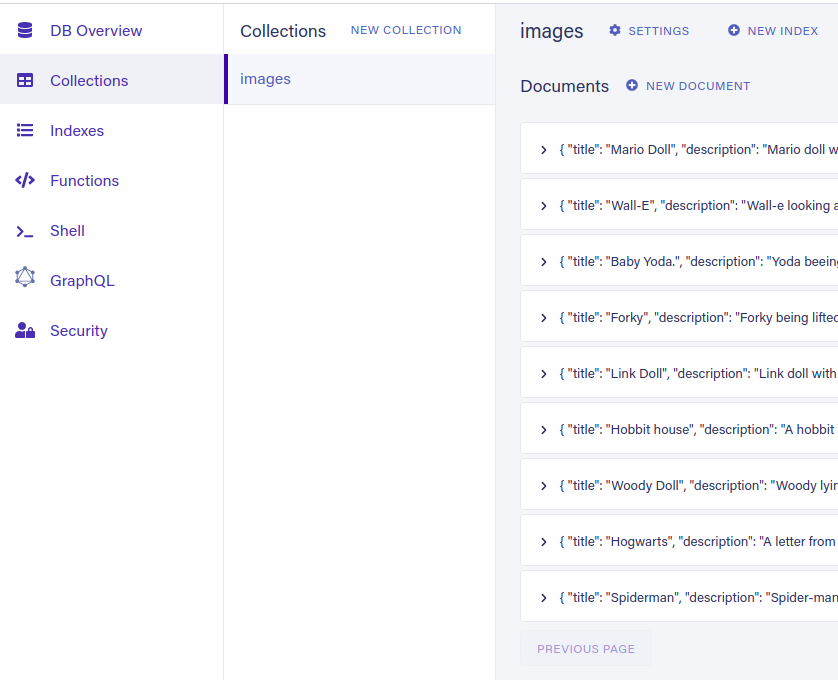 DB Overview
Collections
Indexes
Functions
Shell
GraphQL
Security
Collections NEW COLLECTION
images
images SETTINGS NEW INDEX
Documents NEW DOCUMENT
{ "title": "Mario Doll", "description": "Mario doll w
{ "title": "Wall-E", "description": "Wall-e looking a
{ "title": "Baby Yoda.", "description": "Yoda beeing
{ "title": "Forky", "description": "Forky being lifted
{ "title": "Link Doll", "description": "Link doll with
{ "title": "Hobbit house", "description": "A hobbit
{ "title": "Woody Doll", "description": "Woody lyin
{ "title": "Hogwarts", "description": "A letter from
{ "title": "Spiderman", "description": "Spider-man
PREVIOUS PAGE